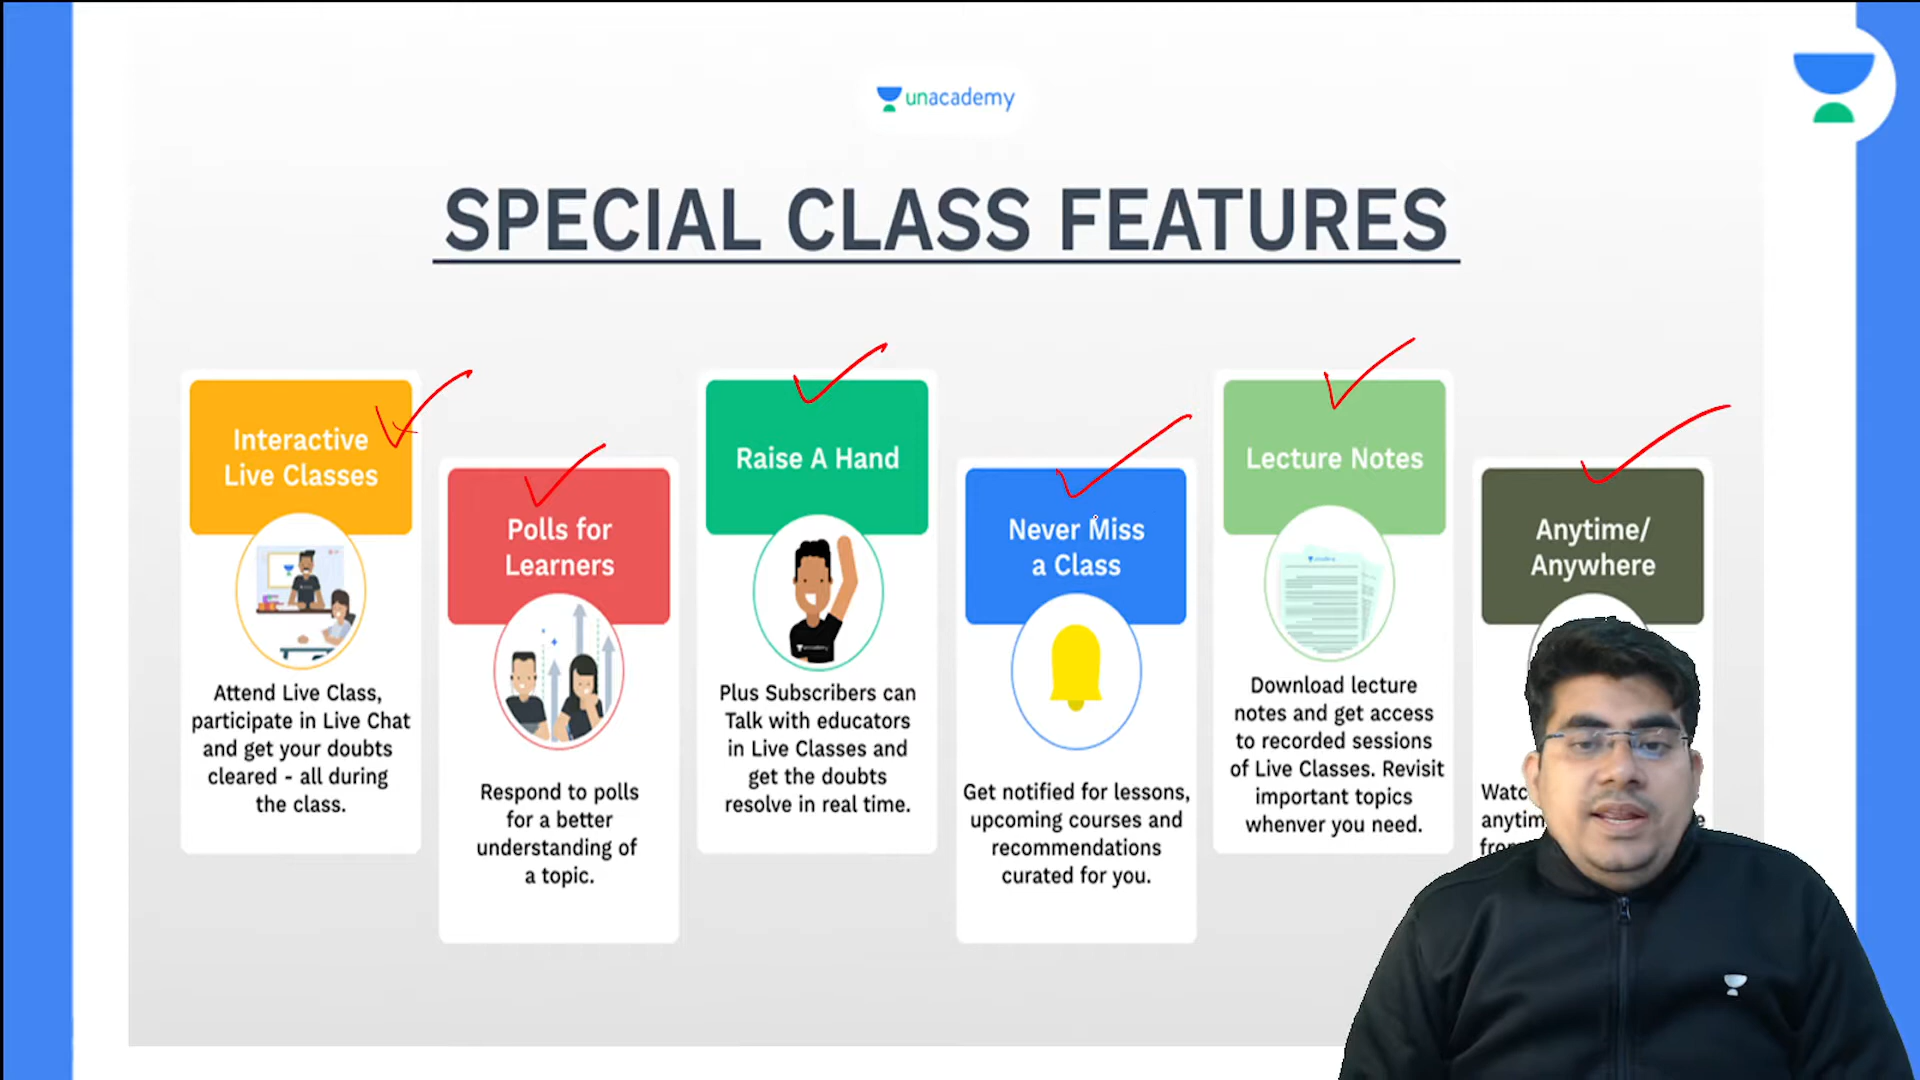 unacademy
SPECIAL CLASS FEATURES
Interactive
Live Classes
Attend Live Class,
participate in Live Chat
and get your doubts
cleared - all during
the class.
Polls for
Learners
Respond to polls
for a better
understanding of
a topic.
Raise A Hand
Plus Subscribers can
Talk with educators
in Live Classes and
get the doubts
resolve in real time.
Never Miss
a Class
Get notified for lessons,
upcoming courses and
recommendations
curated for you.
Lecture Notes
Download lecture
notes and get access
to recorded sessions
of Live Classes. Revisit
important topics
whenver you need.
Anytime/
Anywhere